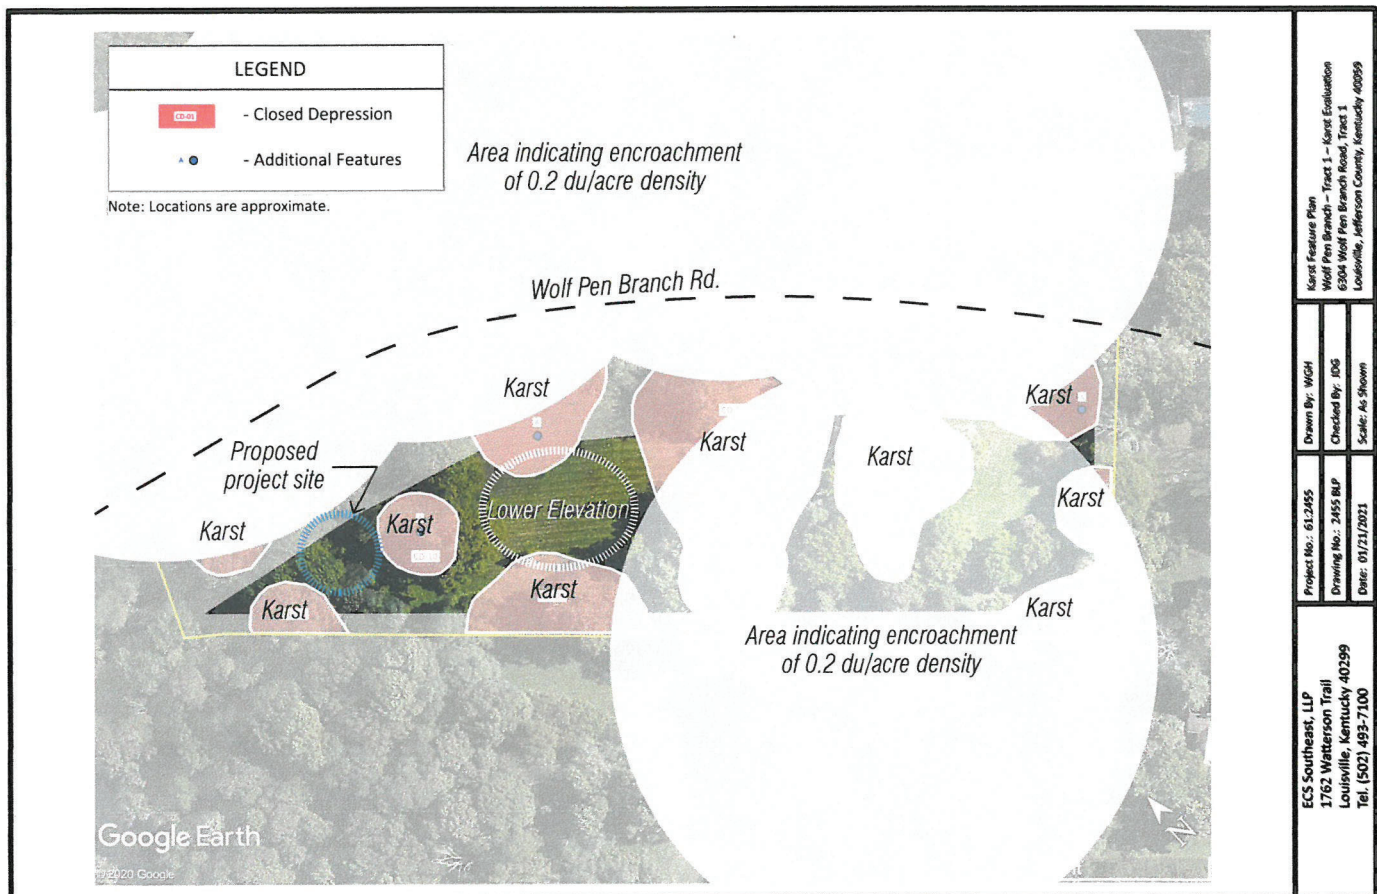 LEGEND
CD-01
- Closed Depression
- Additional Features
Note: Locations are approximate.
Area indicating encroachment
of 0.2 du/acre density
Wolf Pen Branch Rd.
Proposed
project site
Karst
Karst
Karst
Karst
Karst
Karst
Lower Elevation
Karst
Karst
Karst
Karst
Area indicating encroachment
of 0.2 du/acre density
N
Google Earth
2020 Google
Karst Feature Plan
Wolf Pen Branch – Tract 1 – Karst Evaluation
6304 Wolf Pen Branch Road, Tract 1
Louisville, Jefferson County, Kentucky 40059
Drawn By: WGH
Checked By: JDG
Scale: As Shown
Project No.: 61:2455
Drawing No.: 2455 BLP
Date: 01/21/2021
ECS Southeast, LLP
1762 Watterson Trail
Louisville, Kentucky 40299
Tel. (502) 493-7100